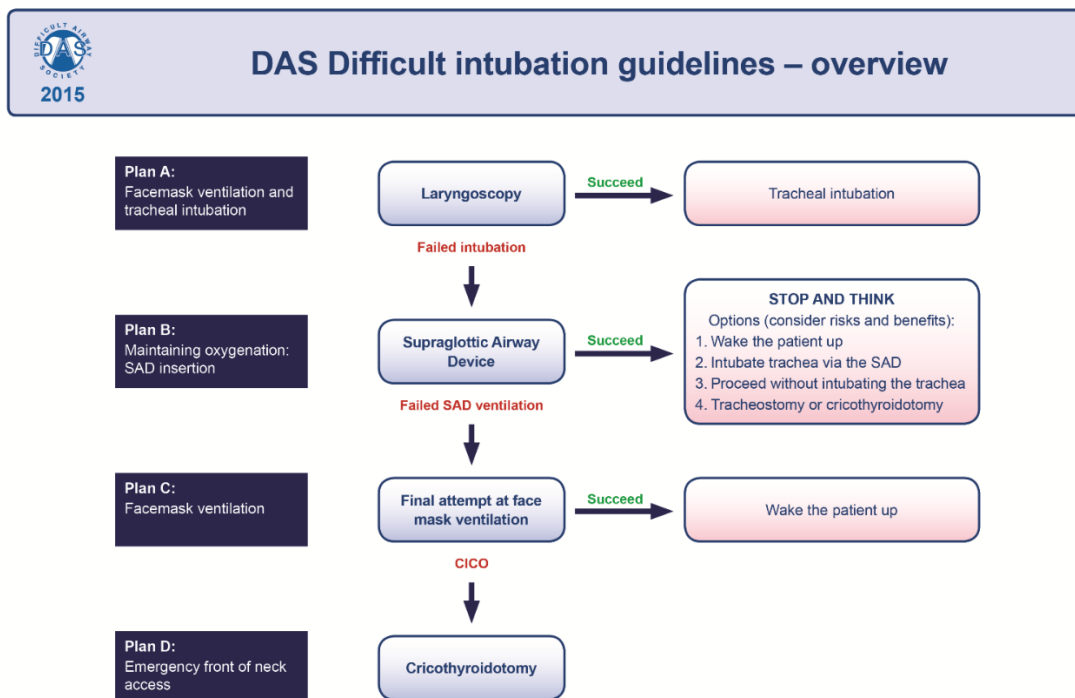 DIFFICULT AIRWAY
DAS
SOCIETY
2015
DAS Difficult intubation guidelines – overview
Plan A:
Facemask ventilation and
tracheal intubation
Laryngoscopy
Succeed
Tracheal intubation
Failed intubation
Plan B:
Maintaining oxygenation:
SAD insertion
Supraglottic Airway
Device
Succeed
STOP AND THINK
Options (consider risks and benefits):
1. Wake the patient up
2. Intubate trachea via the SAD
3. Proceed without intubating the trachea
4. Tracheostomy or cricothyroidotomy
Failed SAD ventilation
Plan C:
Facemask ventilation
Final attempt at face
mask ventilation
Succeed
Wake the patient up
CICO
Plan D:
Emergency front of neck
access
Cricothyroidotomy